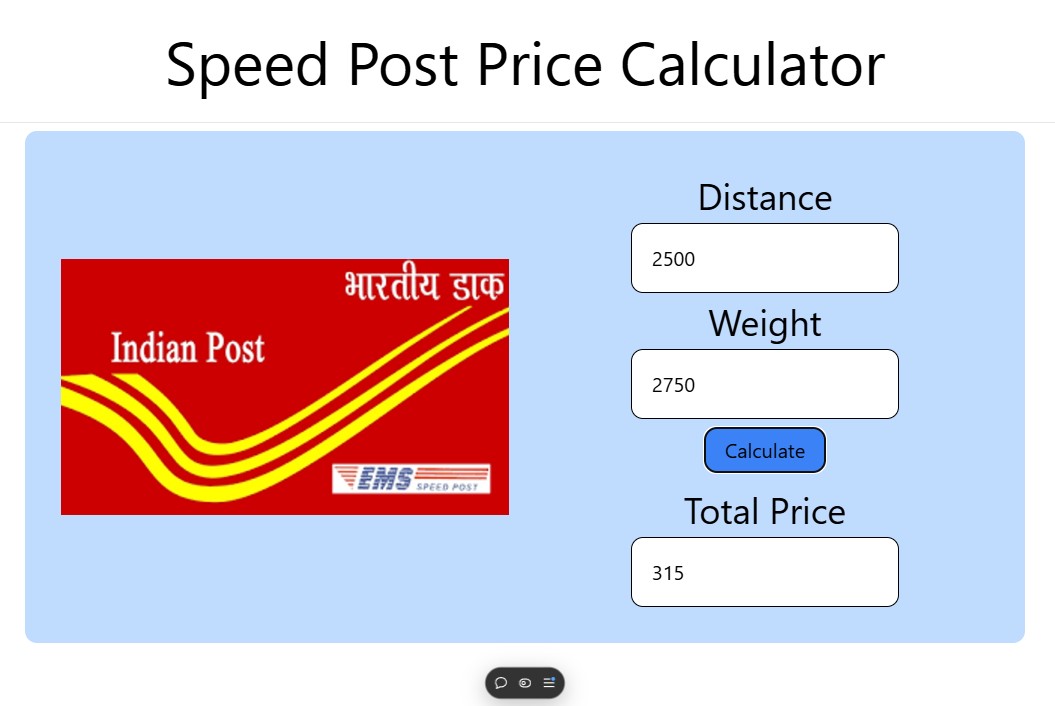 Speed Post Price Calculator
भारतीय डाक
Indian Post
EMS SPEED POST
Distance
2500
Weight
2750
Calculate
Total Price
315